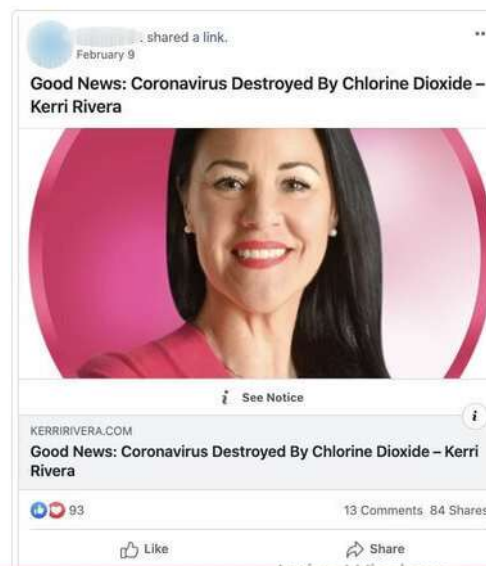 shared a link.
February 9
Good News: Coronavirus Destroyed By Chlorine Dioxide –
Kerri Rivera
i See Notice
i
KERRIRIVERA.COM
Good News: Coronavirus Destroyed By Chlorine Dioxide – Kerri
Rivera
93
13 Comments 84 Shares
Like
Share